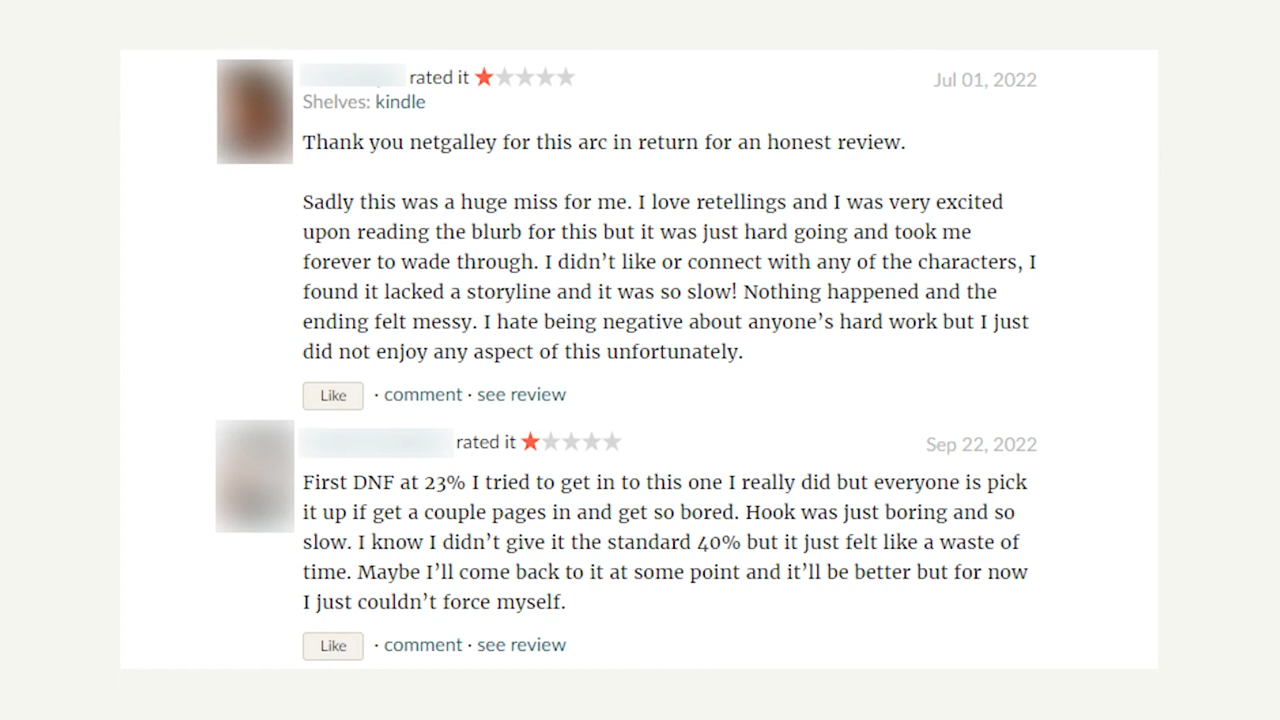 rated it
Jul 01, 2022
Shelves: kindle
Thank you netgalley for this arc in return for an honest review.
Sadly this was a huge miss for me. I love retellings and I was very excited
upon reading the blurb for this but it was just hard going and took me
forever to wade through. I didn’t like or connect with any of the characters, I
found it lacked a storyline and it was so slow! Nothing happened and the
ending felt messy. I hate being negative about anyone’s hard work but I just
did not enjoy any aspect of this unfortunately.
Like · comment · see review
rated it
Sep 22, 2022
First DNF at 23% I tried to get in to this one I really did but everyone is pick
it up if get a couple pages in and get so bored. Hook was just boring and so
slow. I know I didn’t give it the standard 40% but it just felt like a waste of
time. Maybe I’ll come back to it at some point and it’ll be better but for now
I just couldn’t force myself.
Like · comment · see review